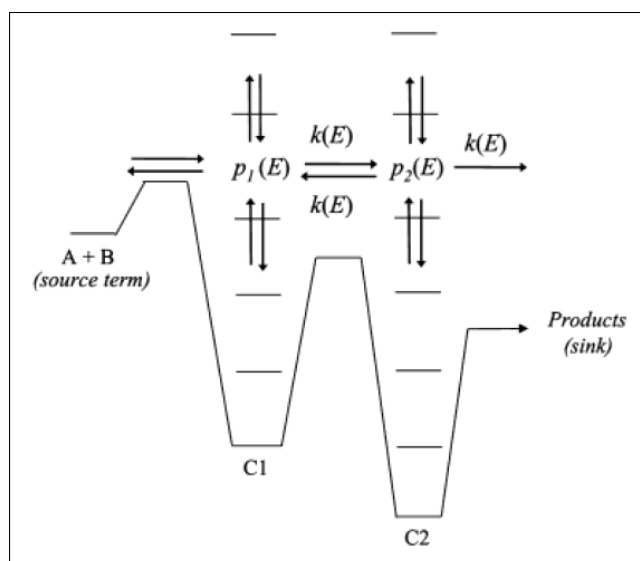 k(E)
k(E)
p₁(E)
p₂(E)
k(E)
A + B
(source term)
Products
(sink)
C1
C2